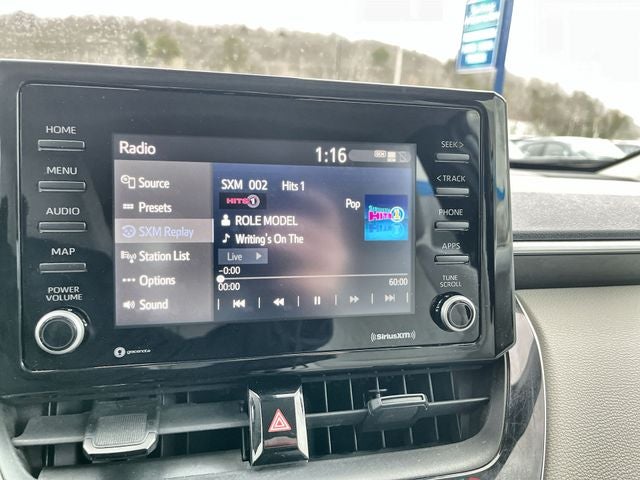 HOME
MENU
AUDIO
MAP
POWER
VOLUME
Radio
1:16
Source
Presets
SXM Replay
Station List
Options
Sound
SXM 002 Hits 1
HITS 1
Pop
ROLE MODEL
Writing's On The
Live
-0:00
00:00
60:00
SEEK >
< TRACK
PHONE
APPS
TUNE
SCROLL
gracenote
SiriusXM